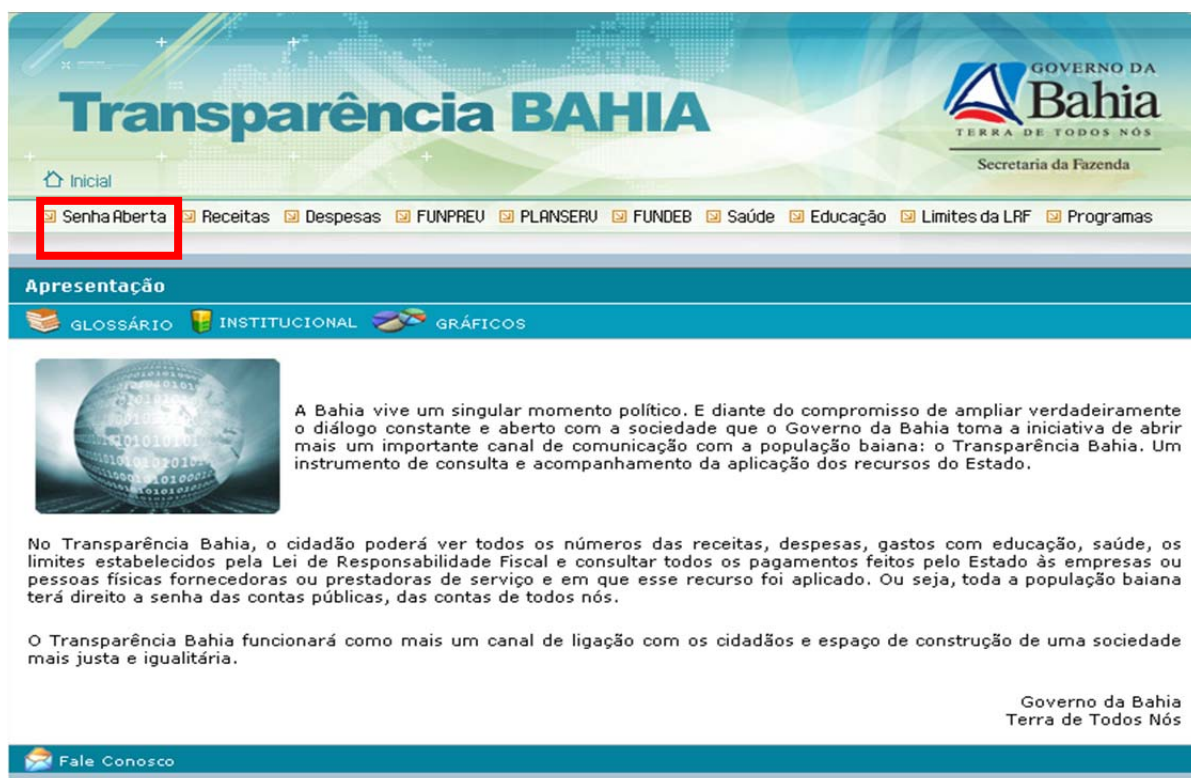 Transparência BAHIA
GOVERNO DA
Bahia
TERRA DE TODOS NÓS
Secretaria da Fazenda
Inicial
Senha Aberta Receitas Despesas FUNPREV PLANSERV FUNDEB Saúde Educação Limites da LRF Programas
Apresentação
GLOSSÁRIO INSTITUCIONAL GRÁFICOS
A Bahia vive um singular momento político. E diante do compromisso de ampliar verdadeiramente
o diálogo constante e aberto com a sociedade que o Governo da Bahia toma a iniciativa de abrir
mais um importante canal de comunicação com a população baiana: o Transparência Bahia. Um
instrumento de consulta e acompanhamento da aplicação dos recursos do Estado.
No Transparência Bahia, o cidadão poderá ver todos os números das receitas, despesas, gastos com educação, saúde, os
limites estabelecidos pela Lei de Responsabilidade Fiscal e consultar todos os pagamentos feitos pelo Estado às empresas ou
pessoas físicas fornecedoras ou prestadoras de serviço e em que esse recurso foi aplicado. Ou seja, toda a população baiana
terá direito a senha das contas públicas, das contas de todos nós.
O Transparência Bahia funcionará como mais um canal de ligação com os cidadãos e espaço de construção de uma sociedade
mais justa e igualitária.
Governo da Bahia
Terra de Todos Nós
Fale Conosco